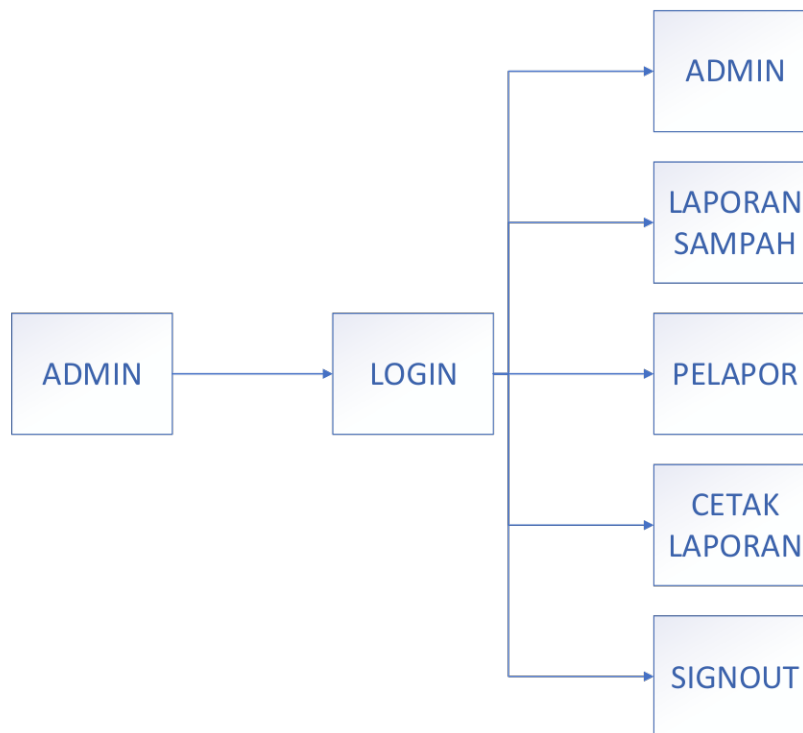 ADMIN
LOGIN
ADMIN
LAPORAN
SAMPAH
PELAPOR
CETAK
LAPORAN
SIGNOUT